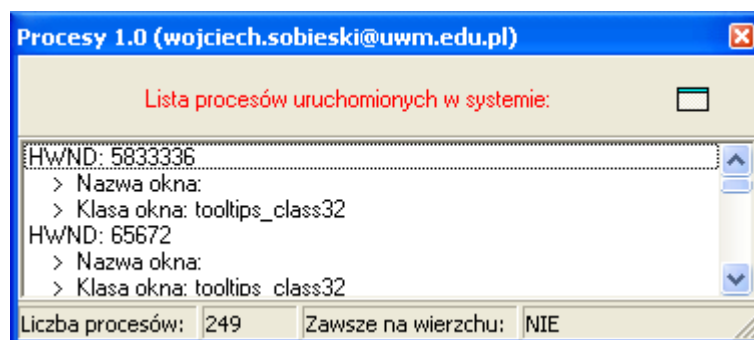 Procesy 1.0 (wojciech.sobieski@uwm.edu.pl)
Lista procesów uruchomionych w systemie:
HWND: 5833336
> Nazwa okna:
> Klasa okna: tooltips_class32
HWND: 65672
> Nazwa okna:
> Klasa okna: tooltips_class32
Liczba procesów: 249 Zawsze na wierzchu: NIE